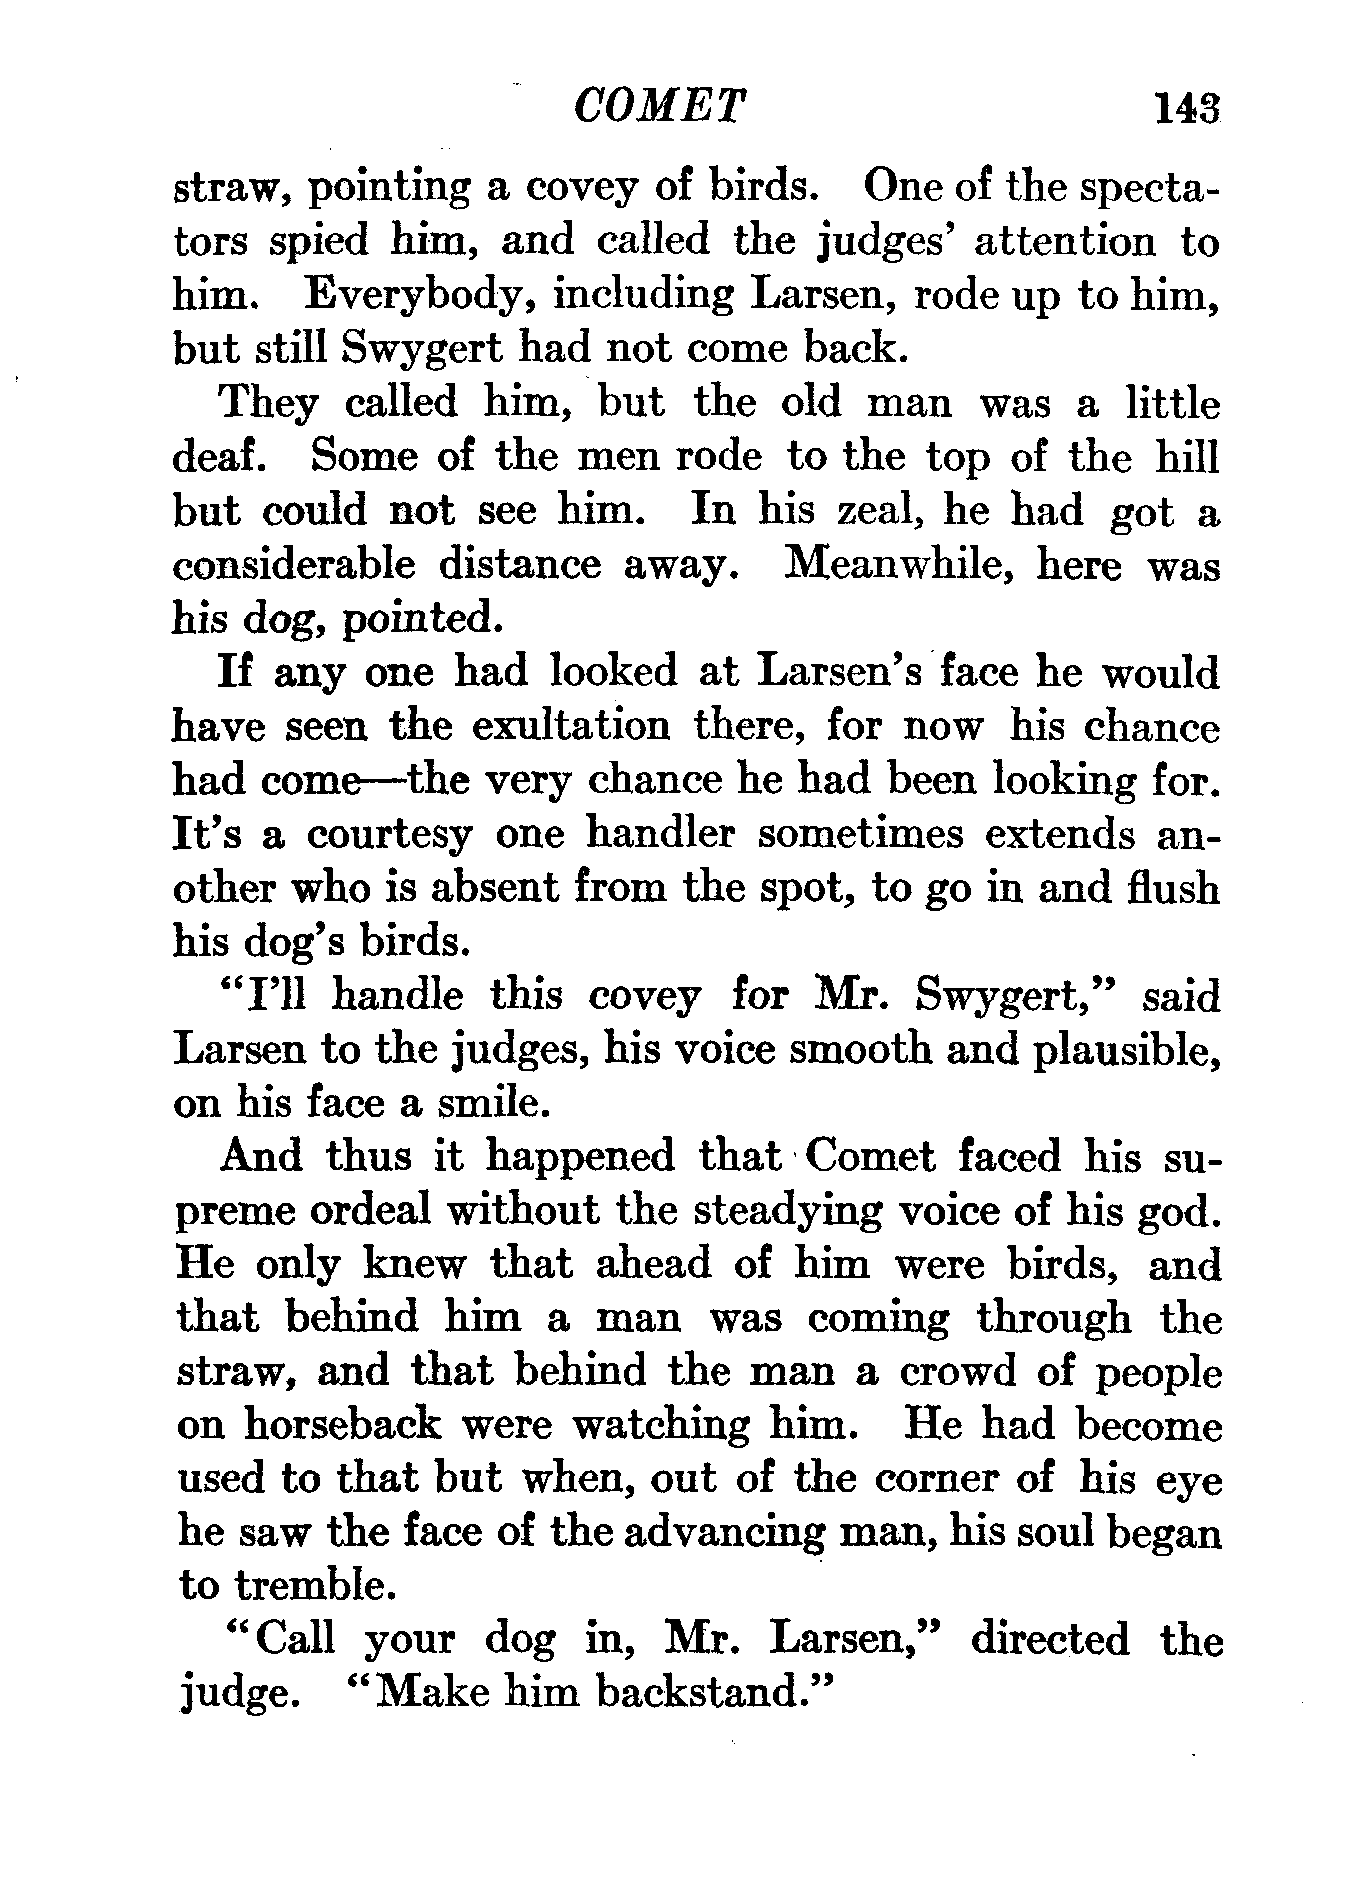 COMET 143
straw, pointing a covey of birds. One of the specta-
tors spied him, and called the judges’ attention to
him. Everybody, including Larsen, rode up to him,
but still Swygert had not come back.
They called him, but the old man was a little
deaf. Some of the men rode to the top of the hill
but could not see him. In his zeal, he had got a
considerable distance away. Meanwhile, here was
his dog, pointed.
If any one had looked at Larsen’s face he would
have seen the exultation there, for now his chance
had come—the very chance he had been looking for.
It’s a courtesy one handler sometimes extends an-
other who is absent from the spot, to go in and flush
his dog’s birds.
“I’ll handle this covey for Mr. Swygert,” said
Larsen to the judges, his voice smooth and plausible,
on his face a smile.
And thus it happened that Comet faced his su-
preme ordeal without the steadying voice of his god.
He only knew that ahead of him were birds, and
that behind him a man was coming through the
straw, and that behind the man a crowd of people
on horseback were watching him. He had become
used to that but when, out of the corner of his eye
he saw the face of the advancing man, his soul began
to tremble.
“Call your dog in, Mr. Larsen,” directed the
judge. “Make him backstand.”